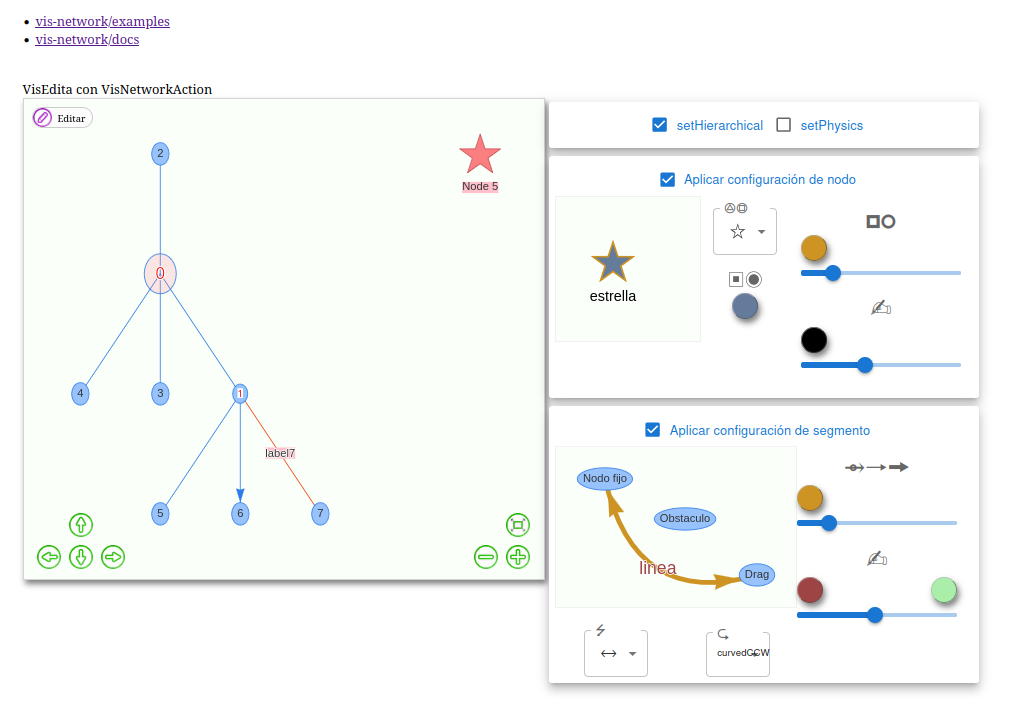 vis-network/examples
vis-network/docs
VisEdita con VisNetworkAction
Editar
2
Node 5
0
4
3
1
label7
5
6
7
setHierarchical
setPhysics
Aplicar configuración de nodo
estrella
Aplicar configuración de segmento
Nodo fijo
Obstaculo
linea
Drag
curvedCCW